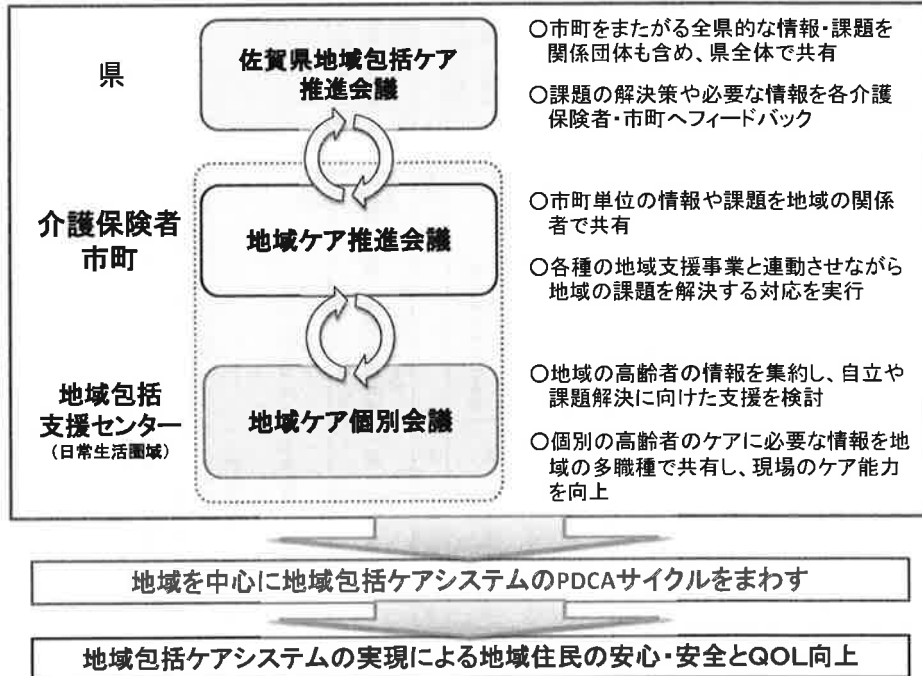 県
佐賀県地域包括ケア
推進会議
○市町をまたがる全県的な情報・課題を
関係団体も含め、県全体で共有
○課題の解決策や必要な情報を各介護
保険者・市町へフィードバック
介護保険者
市町
地域ケア推進会議
○市町単位の情報や課題を地域の関係
者で共有
○各種の地域支援事業と連動させながら
地域の課題を解決する対応を実行
地域包括
支援センター
(日常生活圏域)
地域ケア個別会議
○地域の高齢者の情報を集約し、自立や
課題解決に向けた支援を検討
○個別の高齢者のケアに必要な情報を地
域の多職種で共有し、現場のケア能力
を向上
地域を中心に地域包括ケアシステムのPDCAサイクルをまわす
地域包括ケアシステムの実現による地域住民の安心・安全とQOL向上